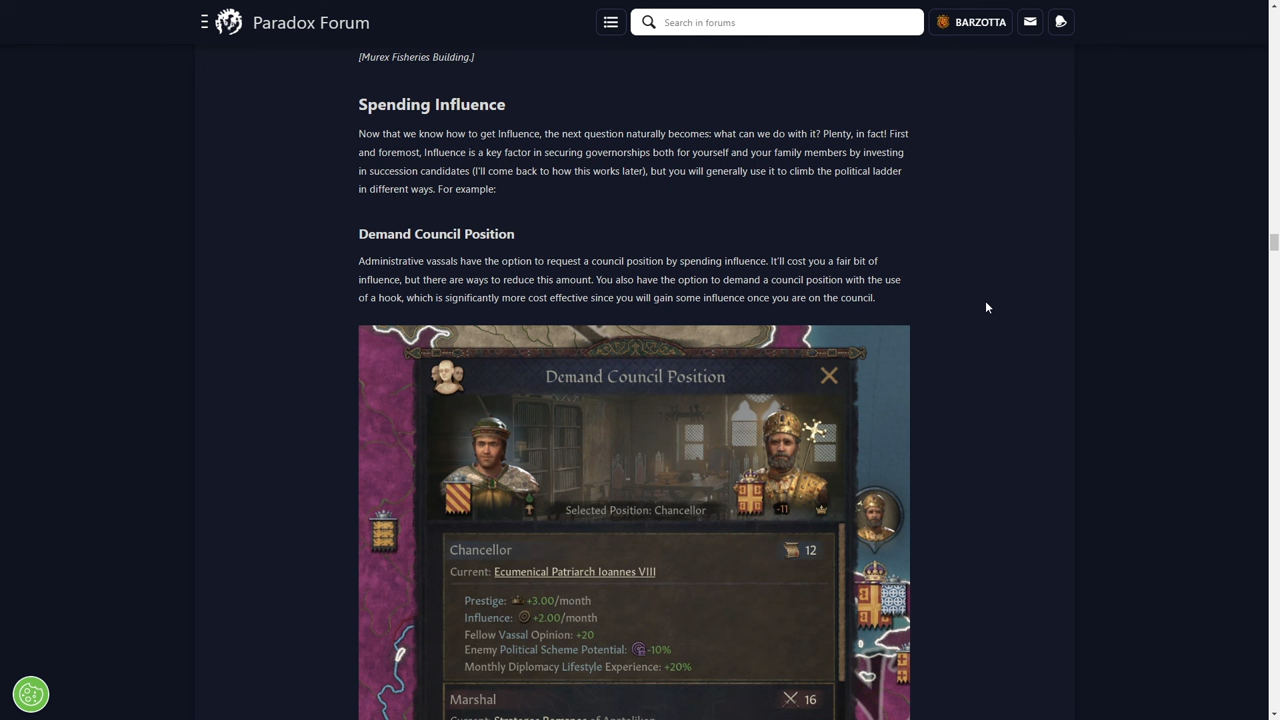 Paradox Forum
Search in forums
BARZOTTA
[Murex Fisheries Building.]
Spending Influence
Now that we know how to get Influence, the next question naturally becomes: what can we do with it? Plenty, in fact! First
and foremost, Influence is a key factor in securing governorships both for yourself and your family members by investing
in succession candidates (I'll come back to how this works later), but you will generally use it to climb the political ladder
in different ways. For example:
Demand Council Position
Administrative vassals have the option to request a council position by spending influence. It'll cost you a fair bit of
influence, but there are ways to reduce this amount. You also have the option to demand a council position with the use
of a hook, which is significantly more cost effective since you will gain some influence once you are on the council.
Demand Council Position
Selected Position: Chancellor
-11
Chancellor
12
Current: Ecumenical Patriarch Ioannes VIII
Prestige: +3.00/month
Influence: +2.00/month
Fellow Vassal Opinion: +20
Enemy Political Scheme Potential: -10%
Monthly Diplomacy Lifestyle Experience: +20%
Marshal
16